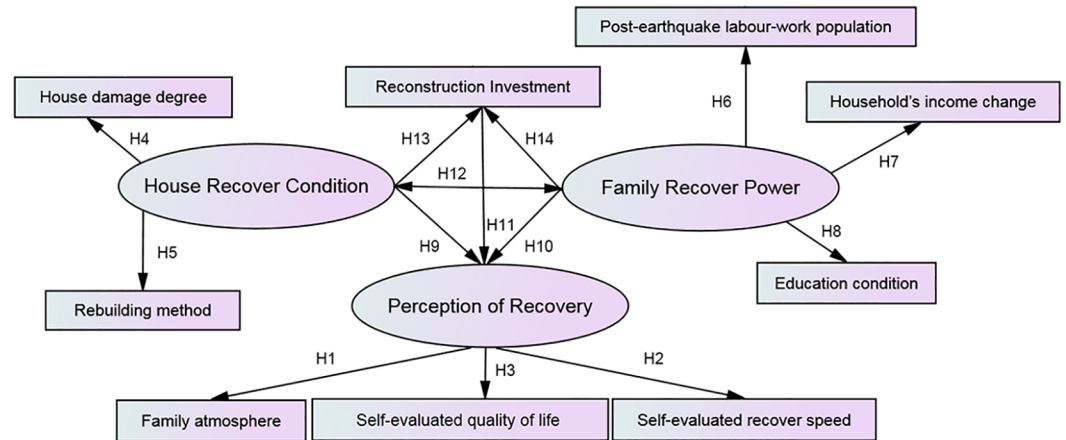 Post-earthquake labour-work population
House damage degree
Reconstruction Investment
Household's income change
H4
H13
H14
H6
H7
House Recover Condition
H12
Family Recover Power
H5
H9
H11
H10
H8
Rebuilding method
Perception of Recovery
Education condition
H1
H3
H2
Family atmosphere
Self-evaluated quality of life
Self-evaluated recover speed